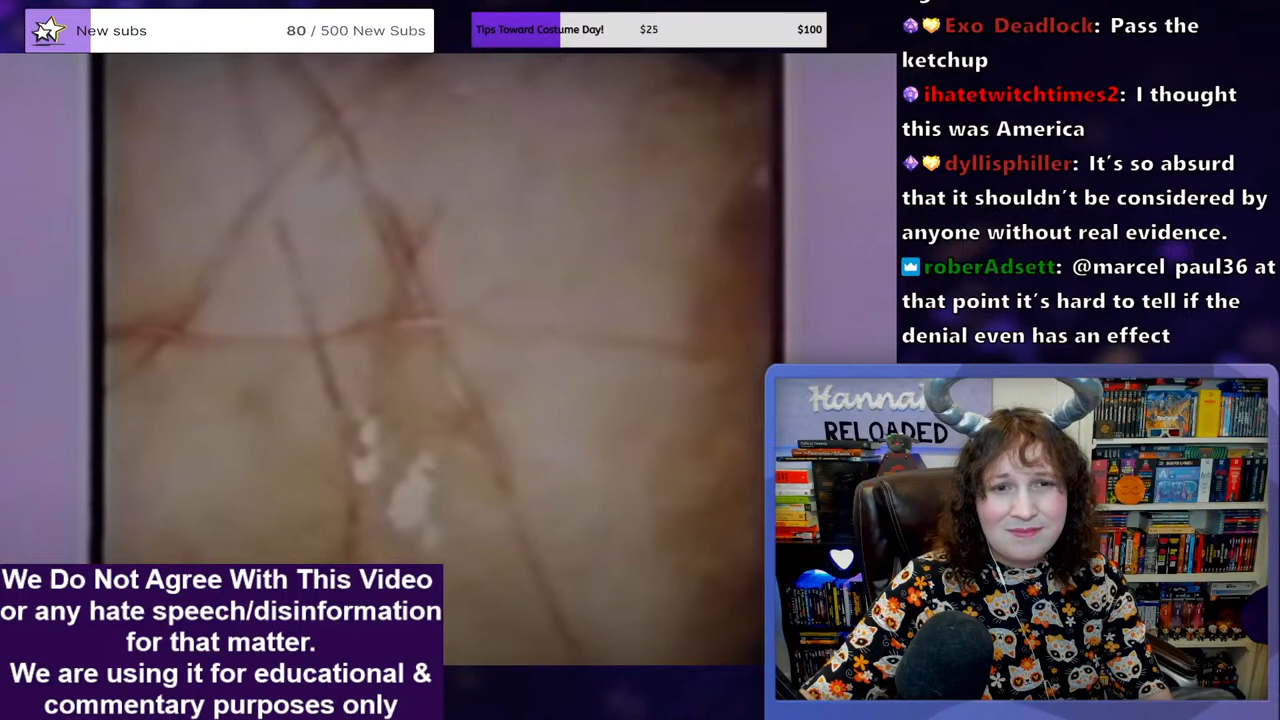 New subs
80 / 500 New Subs
Tips Toward Costume Day!
$25
$100
Exo Deadlock: Pass the
ketchup
ihatetwitchtimes2: I thought
this was America
dyllisphiller: It's so absurd
that it shouldn't be considered by
anyone without real evidence.
roberAdsett: @marcel paul36 at
that point it's hard to tell if the
denial even has an effect
Hannah
RELOADED
We Do Not Agree With This Video
or any hate speech/disinformation
for that matter.
We are using it for educational &
commentary purposes only